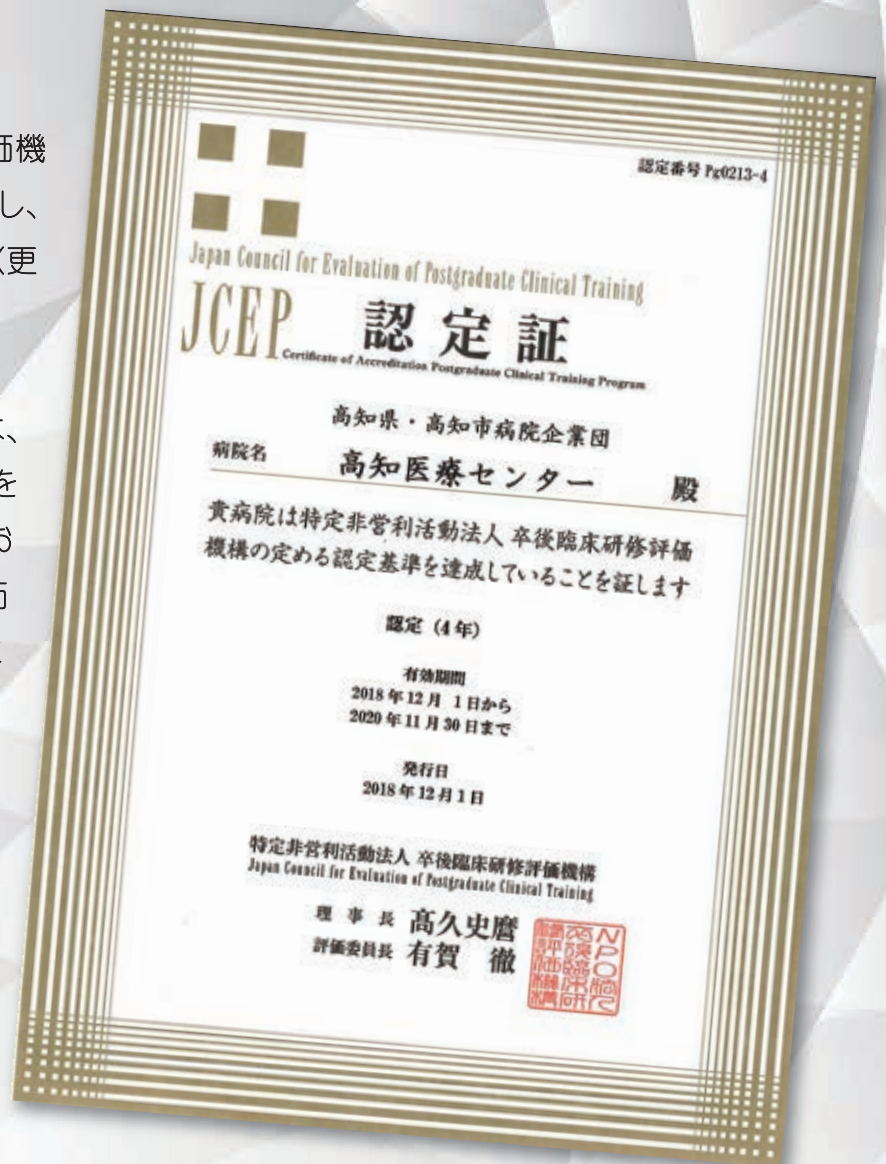 価機
し、
(更
は、
を
お
価
認定番号 Pg0213-4
Japan Council for Evaluation of Postgraduate Clinical Training
JCEP 認定証
Certificate of Accreditation Postgraduate Clinical Training Program
高知県・高知市病院企業団
病院名 高知医療センター 殿
貴病院は特定非営利活動法人 卒後臨床研修評価
機構の定める認定基準を達成していることを証します
認定(4年)
有効期間
2018年12月 1日から
2020年11月30日まで
発行日
2018年12月1日
特定非営利活動法人 卒後臨床研修評価機構
Japan Council for Evaluation of Postgraduate Clinical Training
理事長 髙久史麿
評価委員長 有賀 徹